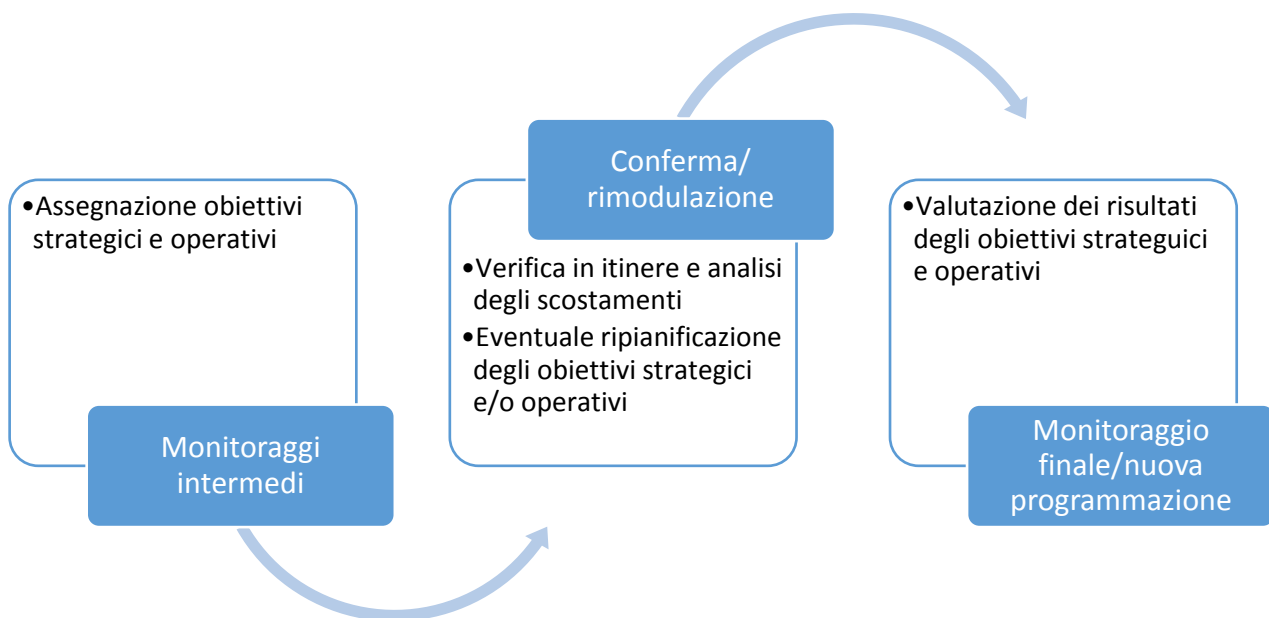 •Assegnazione obiettivi
strategici e operativi
Monitoraggi
intermedi
Conferma/
rimodulazione
•Verifica in itinere e analisi
degli scostamenti
•Eventuale ripianificazione
degli obiettivi strategici
e/o operativi
•Valutazione dei risultati
degli obiettivi strateguici
e operativi
Monitoraggio
finale/nuova
programmazione